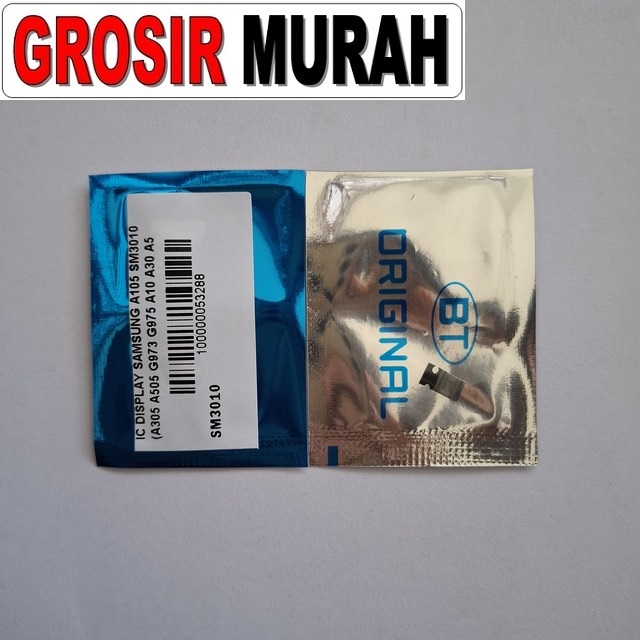 GROSIR MURAH
IC DISPLAY SAMSUNG A105 SM3010
(A305 A505 G973 G975 A10 A30 A5
100000053288
SM3010
BT
ORIGINAL